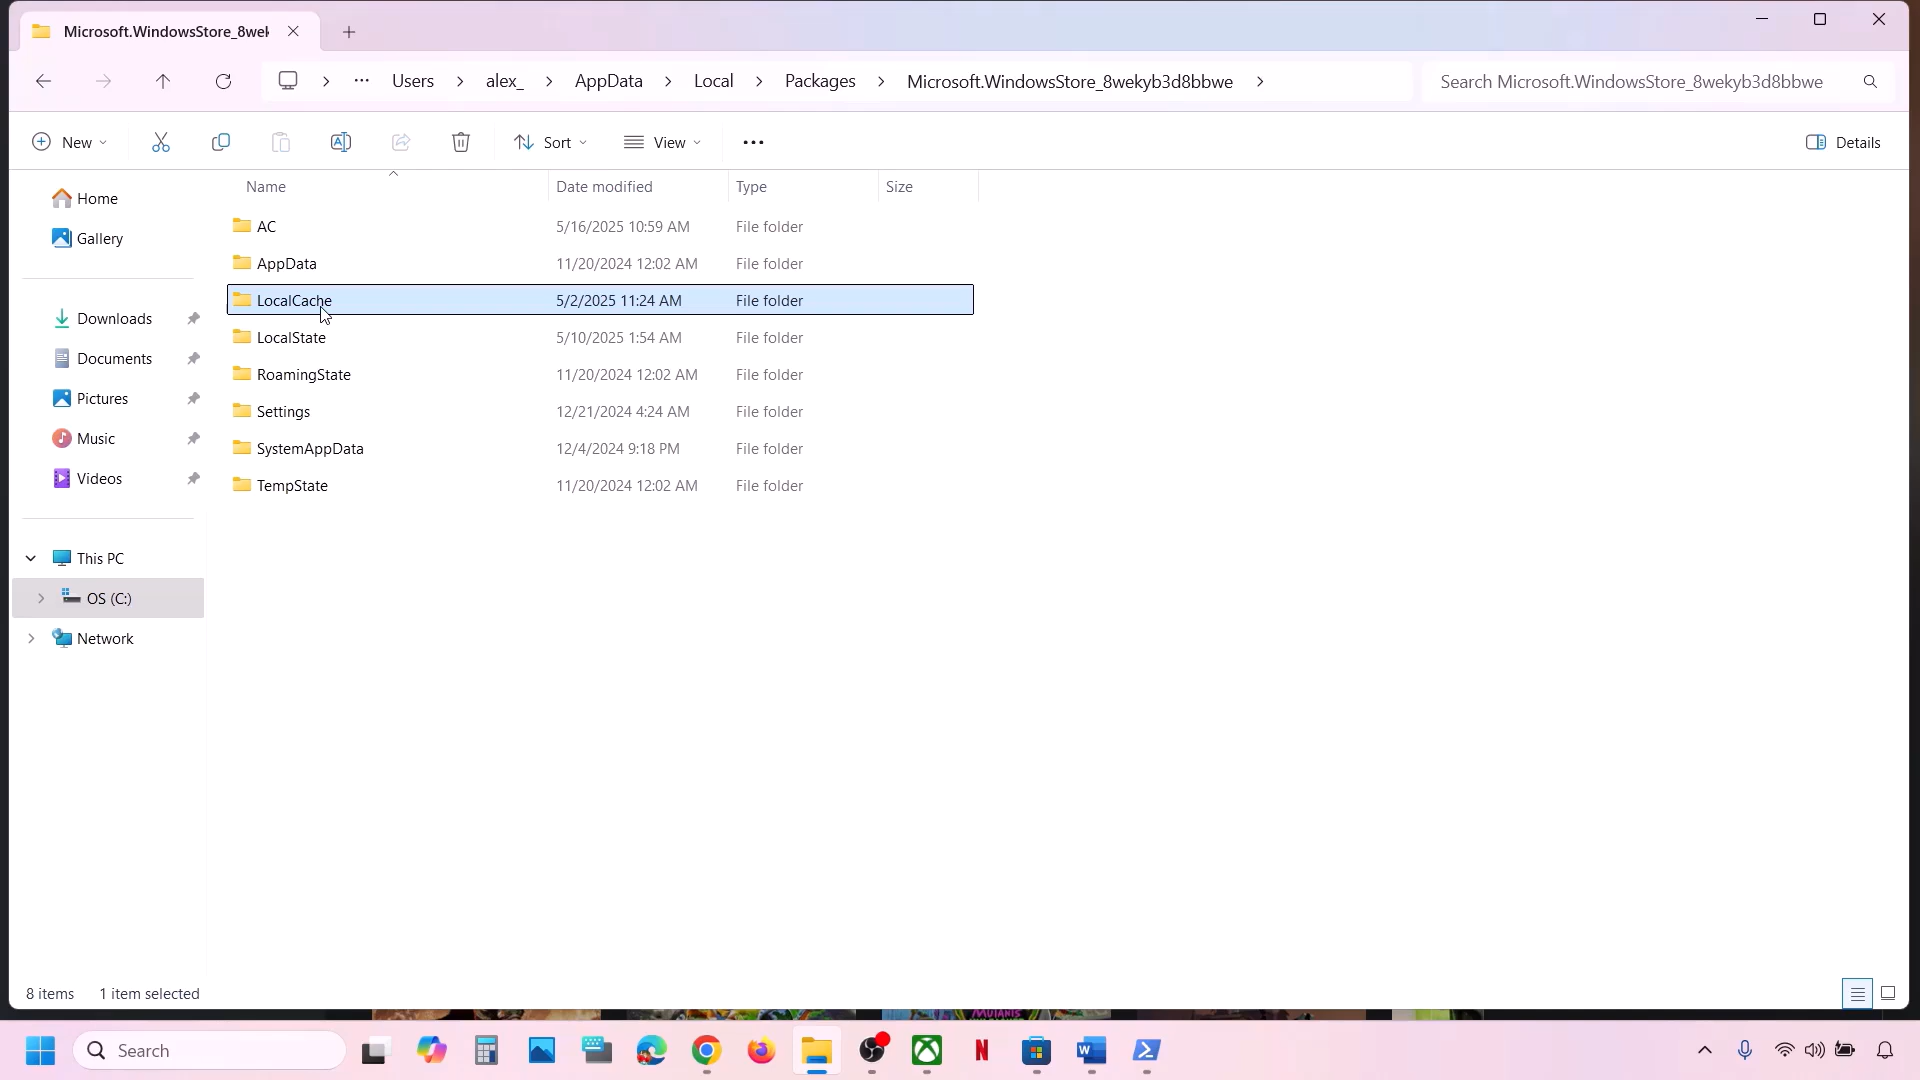 Microsoft.WindowsStore_8wek
Users
alex_
AppData
Local
Packages
Microsoft.WindowsStore_8wekyb3d8bbwe
Search Microsoft.WindowsStore_8wekyb3d8bbwe
New
Sort
View
Details
Name
Date modified
Type
Size
Home
Gallery
Downloads
Documents
Pictures
Music
Videos
This PC
OS (C:)
Network
AC 5/16/2025 10:59 AM File folder
AppData 11/20/2024 12:02 AM File folder
LocalCache 5/2/2025 11:24 AM File folder
LocalState 5/10/2025 1:54 AM File folder
RoamingState 11/20/2024 12:02 AM File folder
Settings 12/21/2024 4:24 AM File folder
SystemAppData 12/4/2024 9:18 PM File folder
TempState 11/20/2024 12:02 AM File folder
8 items 1 item selected
MUTANTS
Search